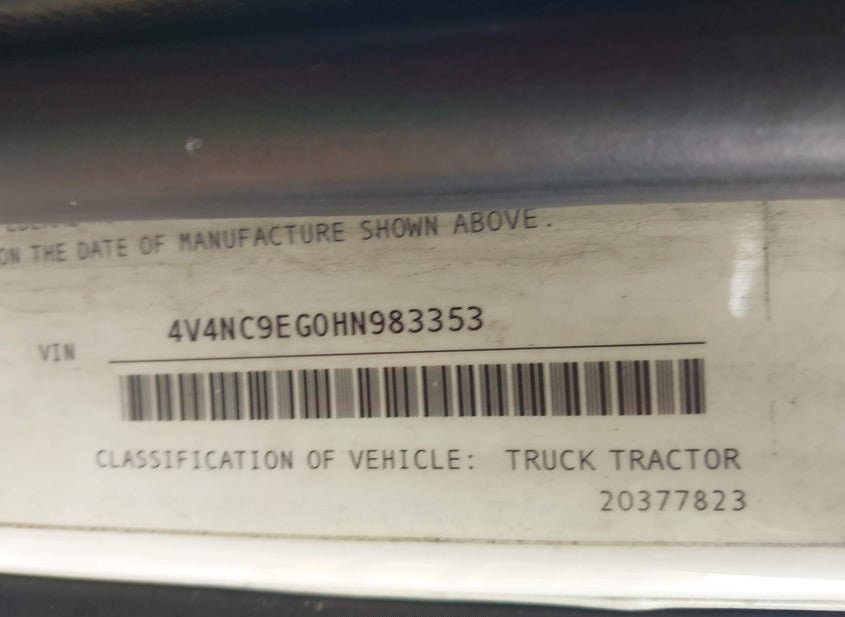 ON THE DATE OF MANUFACTURE SHOWN ABOVE.
4V4NC9EG0HN983353
VIN
CLASSIFICATION OF VEHICLE: TRUCK TRACTOR
20377823